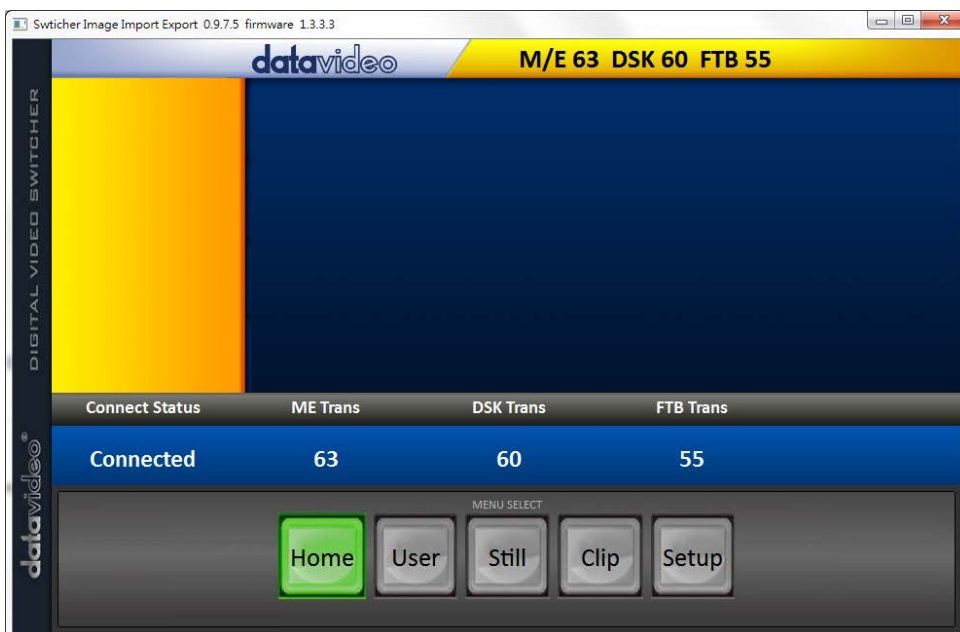 Swticher Image Import Export 0.9.7.5 firmware 1.3.3.3
datavideo
M/E 63 DSK 60 FTB 55
DIGITAL VIDEO SWITCHER
Connect Status ME Trans DSK Trans FTB Trans
Connected 63 60 55
datavideo®
MENU SELECT
Home User Still Clip Setup